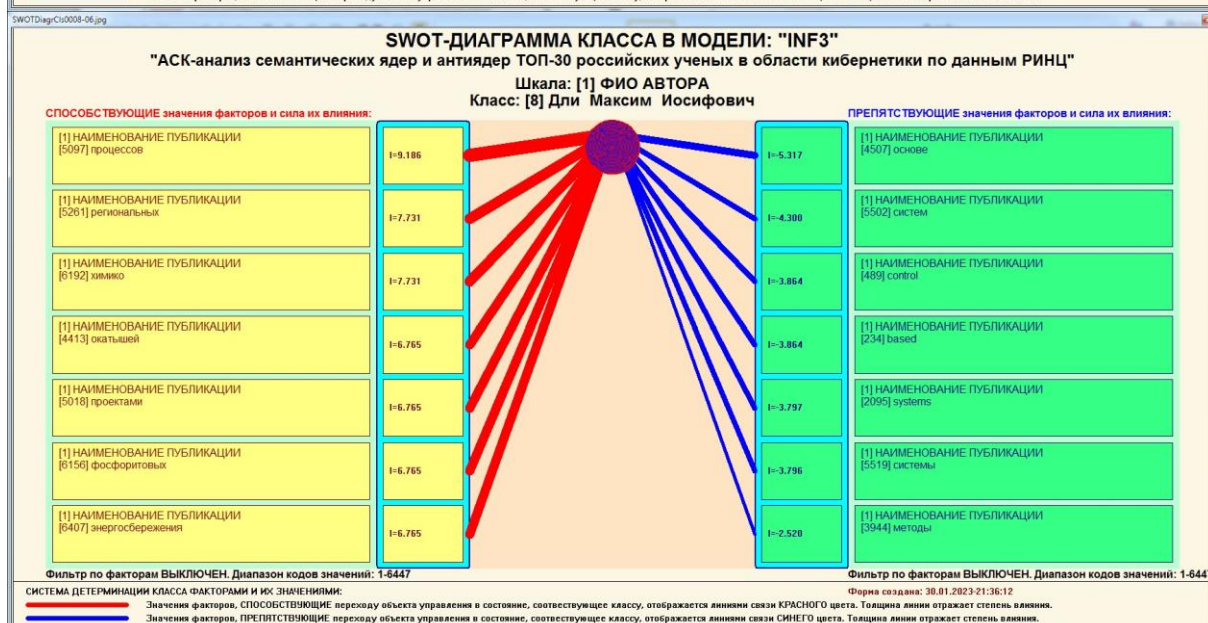 SWOTDiagrCls0008-06.jpg
SWOT-ДИАГРАММА КЛАССА В МОДЕЛИ: "INF3"
"АСК-анализ семантических ядер и антиядер ТОП-30 российских ученых в области кибернетики по данным РИНЦ"
Шкала: [1] ФИО АВТОРА
Класс: [8] Дли Максим Иосифович
СПОСОБСТВУЮЩИЕ значения факторов и сила их влияния:
[1] НАИМЕНОВАНИЕ ПУБЛИКАЦИИ
[5097] процессов
I=9.186
[1] НАИМЕНОВАНИЕ ПУБЛИКАЦИИ
[5261] региональных
I=7.731
[1] НАИМЕНОВАНИЕ ПУБЛИКАЦИИ
[6192] химико
I=7.731
[1] НАИМЕНОВАНИЕ ПУБЛИКАЦИИ
[4413] окатышей
I=6.765
[1] НАИМЕНОВАНИЕ ПУБЛИКАЦИИ
[5018] проектами
I=6.765
[1] НАИМЕНОВАНИЕ ПУБЛИКАЦИИ
[6156] фосфоритовых
I=6.765
[1] НАИМЕНОВАНИЕ ПУБЛИКАЦИИ
[6407] энергосбережения
I=6.765
Фильтр по факторам ВЫКЛЮЧЕН. Диапазон кодов значений: 1-6447
ПРЕПЯТСТВУЮЩИЕ значения факторов и сила их влияния:
I=-5.317
[1] НАИМЕНОВАНИЕ ПУБЛИКАЦИИ
[4507] основе
I=-4.300
[1] НАИМЕНОВАНИЕ ПУБЛИКАЦИИ
[5502] систем
I=-3.864
[1] НАИМЕНОВАНИЕ ПУБЛИКАЦИИ
[489] control
I=-3.864
[1] НАИМЕНОВАНИЕ ПУБЛИКАЦИИ
[234] based
I=-3.797
[1] НАИМЕНОВАНИЕ ПУБЛИКАЦИИ
[2095] systems
I=-3.796
[1] НАИМЕНОВАНИЕ ПУБЛИКАЦИИ
[5519] системы
I=-2.520
[1] НАИМЕНОВАНИЕ ПУБЛИКАЦИИ
[3944] методы
Фильтр по факторам ВЫКЛЮЧЕН. Диапазон кодов значений: 1-6447
СИСТЕМА ДЕТЕРМИНАЦИИ КЛАССА ФАКТОРАМИ И ИХ ЗНАЧЕНИЯМИ:
Форма создана: 30.01.2023-21:36:12
Значения факторов, СПОСОБСТВУЮЩИЕ переходу объекта управления в состояние, соотвествующее классу, отображается линиями связи КРАСНОГО цвета. Толщина линии отражает степень влияния.
Значения факторов, ПРЕПЯТСТВУЮЩИЕ переходу объекта управления в состояние, соотвествующее классу, отображается линиями связи СИНЕГО цвета. Толщина линии отражает степень влияния.